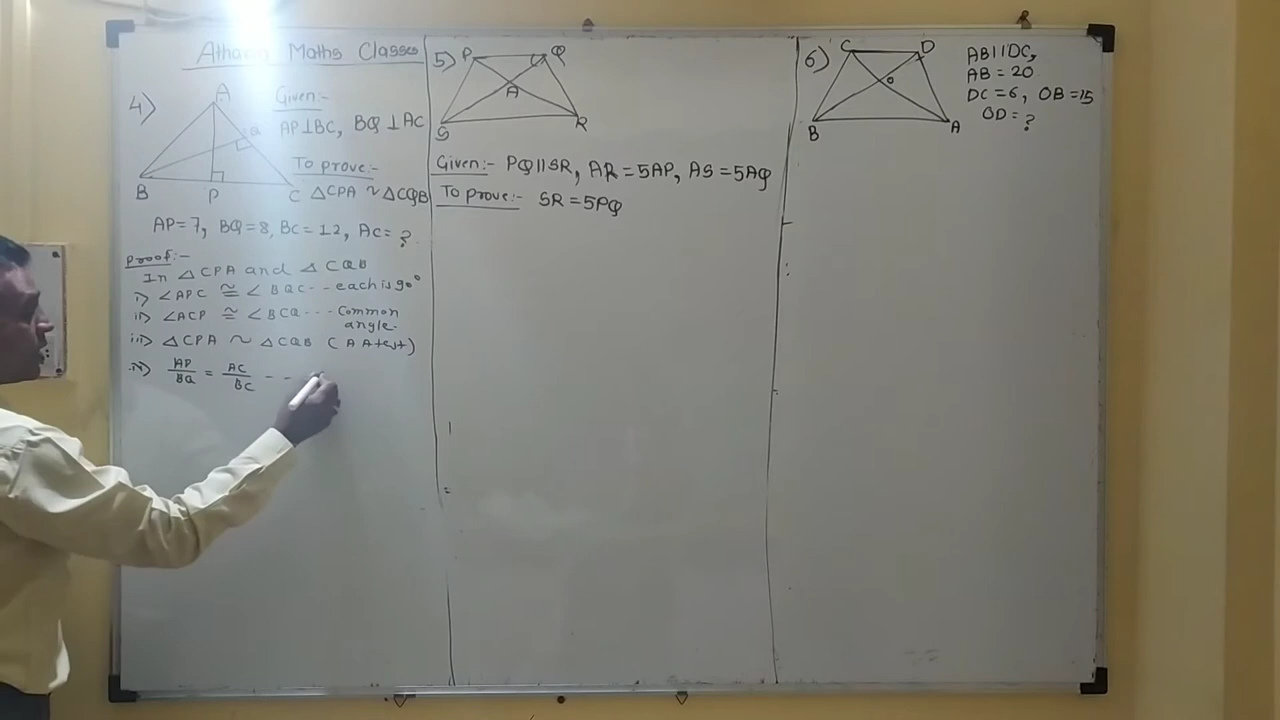 Atharv Maths Classes
4)
A
B
P
C
Q
Given:-
AP⊥BC, BQ⊥AC
To prove:-
△CPA ~ △CQB
AP=7, BQ=8, BC=12, AC=?
Proof:-
In △CPA and △CQB
i) ∠APC ≅ ∠BQC -- each is 90°
ii) ∠ACP ≅ ∠BCQ --- Common angle.
iii) △CPA ~ △CQB (AA test)
iv) AP/BQ = AC/BC --
5)
P
Q
A
S
R
Given:- PQ||SR, AR=5AP, AS=5AQ
To prove:- SR=5PQ
6)
C
D
O
B
A
AB||DC,
AB=20
DC=6, OB=15
OD=?